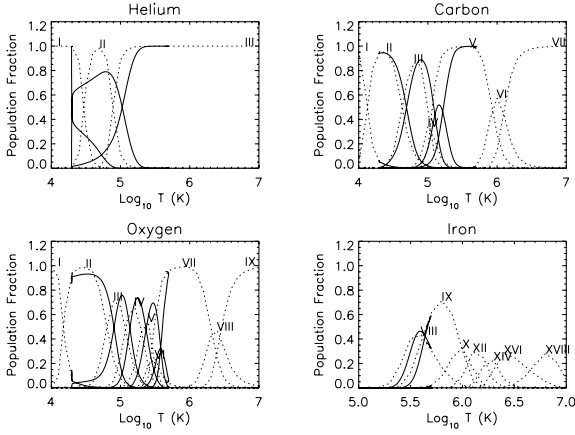 Helium
Carbon
1.2
1.0
0.8
0.6
0.4
0.2
0.0
Population Fraction
I
II
III
4 5 6 7
Log10 T (K)
1.2
1.0
0.8
0.6
0.4
0.2
0.0
Population Fraction
I
II
III
IV
V
VI
VII
4 5 6 7
Log10 T (K)
Oxygen
Iron
1.2
1.0
0.8
0.6
0.4
0.2
0.0
Population Fraction
I
II
III
IV
V
VI
VII
VIII
IX
4 5 6 7
Log10 T (K)
1.2
1.0
0.8
0.6
0.4
0.2
0.0
Population Fraction
VIII
IX
X
XII
XIV
XVI
XVIII
5.0 5.5 6.0 6.5 7.0
Log10 T (K)